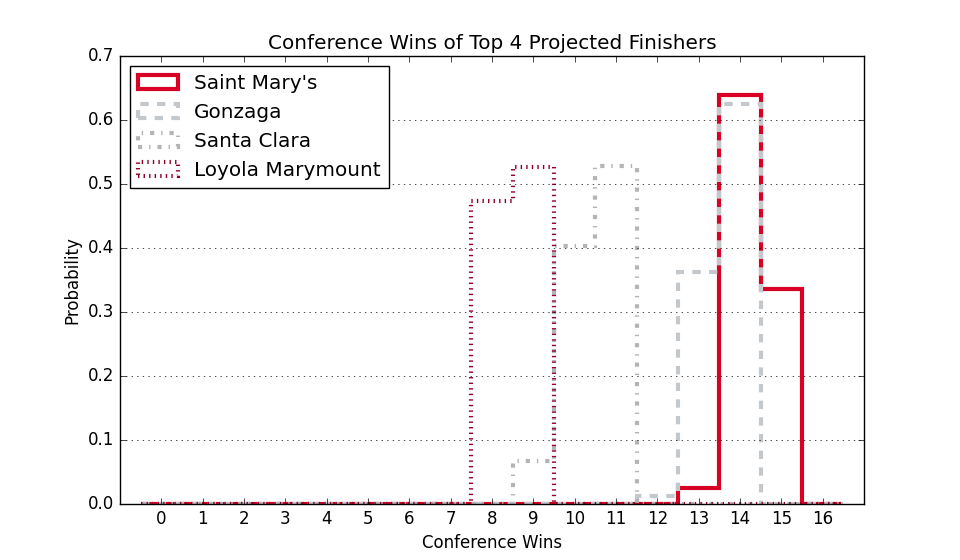 Conference Wins of Top 4 Projected Finishers
Saint Mary's
Gonzaga
Santa Clara
Loyola Marymount
0.7
0.6
0.5
0.4
0.3
0.2
0.1
0.0
Probability
0 1 2 3 4 5 6 7 8 9 10 11 12 13 14 15 16
Conference Wins